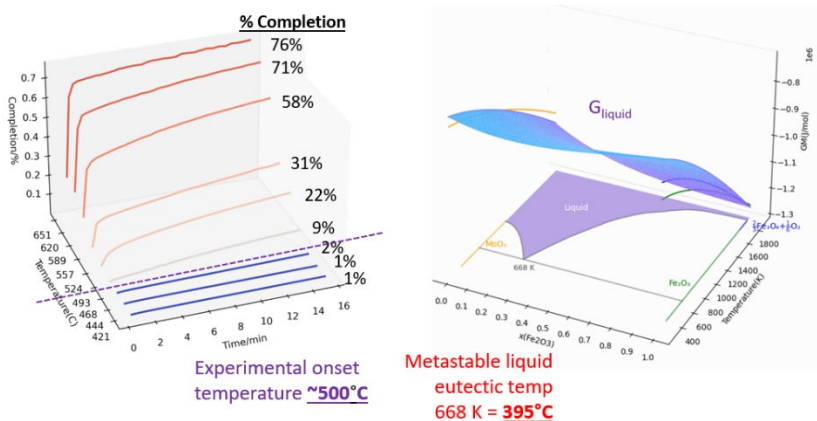 % Completion
76%
71%
58%
31%
22%
9%
2%
1%
1%
Completion/%
0.7
0.6
0.5
0.4
0.3
0.2
0.1
651
620
589
557
524
493
468
444
421
Temperature(C)
0 2 4 6 8 10 12 14 16
Time/min
Experimental onset
temperature ~500°C
1e6
G liquid
−0.8
−0.9
−1.0
−1.1
−1.2
−1.3
GM(J/mol)
Liquid
MoO₃
668 K
Fe₂O₃
⅔Fe₃O₄+⅙O₂
0.0 0.1 0.2 0.3 0.4 0.5 0.6 0.7 0.8 0.9 1.0
x(Fe2O3)
400
600
800
1000
1200
1400
1600
1800
Temperature(K)
Metastable liquid
eutectic temp
668 K = 395°C